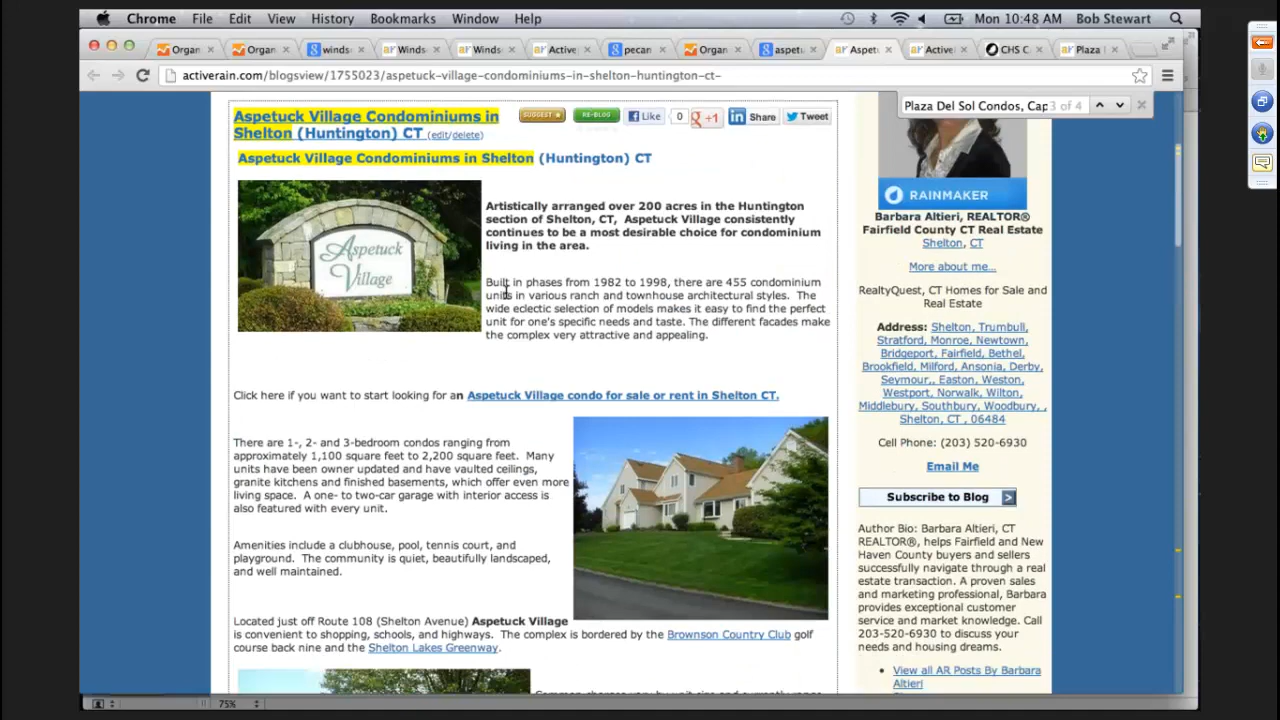 Chrome File Edit View History Bookmarks Window Help Mon 10:48 AM Bob Stewart
Organ Organ winds Winds Winds Active pecan Organ aspetu Aspet Active CHS C Plaza
activerain.com/blogsview/1755023/aspetuck-village-condominiums-in-shelton-huntington-ct-
Plaza Del Sol Condos, Cap 3 of 4
Aspetuck Village Condominiums in
Shelton (Huntington) CT (edit/delete)
SUGGEST RE-BLOG Like 0 g +1 in Share Tweet
Aspetuck Village Condominiums in Shelton (Huntington) CT
Aspetuck
Village
Artistically arranged over 200 acres in the Huntington
section of Shelton, CT, Aspetuck Village consistently
continues to be a most desirable choice for condominium
living in the area.
Built in phases from 1982 to 1998, there are 455 condominium
units in various ranch and townhouse architectural styles. The
wide eclectic selection of models makes it easy to find the perfect
unit for one's specific needs and taste. The different facades make
the complex very attractive and appealing.
Click here if you want to start looking for an Aspetuck Village condo for sale or rent in Shelton CT.
There are 1-, 2- and 3-bedroom condos ranging from
approximately 1,100 square feet to 2,200 square feet. Many
units have been owner updated and have vaulted ceilings,
granite kitchens and finished basements, which offer even more
living space. A one- to two-car garage with interior access is
also featured with every unit.
Amenities include a clubhouse, pool, tennis court, and
playground. The community is quiet, beautifully landscaped,
and well maintained.
Located just off Route 108 (Shelton Avenue) Aspetuck Village
is convenient to shopping, schools, and highways. The complex is bordered by the Brownson Country Club golf
course back nine and the Shelton Lakes Greenway.
RAINMAKER
Barbara Altieri, REALTOR®
Fairfield County CT Real Estate
Shelton, CT
More about me...
RealtyQuest, CT Homes for Sale and
Real Estate
Address: Shelton, Trumbull,
Stratford, Monroe, Newtown,
Bridgeport, Fairfield, Bethel,
Brookfield, Milford, Ansonia, Derby,
Seymour,, Easton, Weston,
Westport, Norwalk, Wilton,
Middlebury, Southbury, Woodbury, ,
Shelton, CT , 06484
Cell Phone: (203) 520-6930
Email Me
Subscribe to Blog
Author Bio: Barbara Altieri, CT
REALTOR®, helps Fairfield and New
Haven County buyers and sellers
successfully navigate through a real
estate transaction. A proven sales
and marketing professional, Barbara
provides exceptional customer
service and market knowledge. Call
203-520-6930 to discuss your
needs and housing dreams.
View all AR Posts By Barbara
Altieri
75%